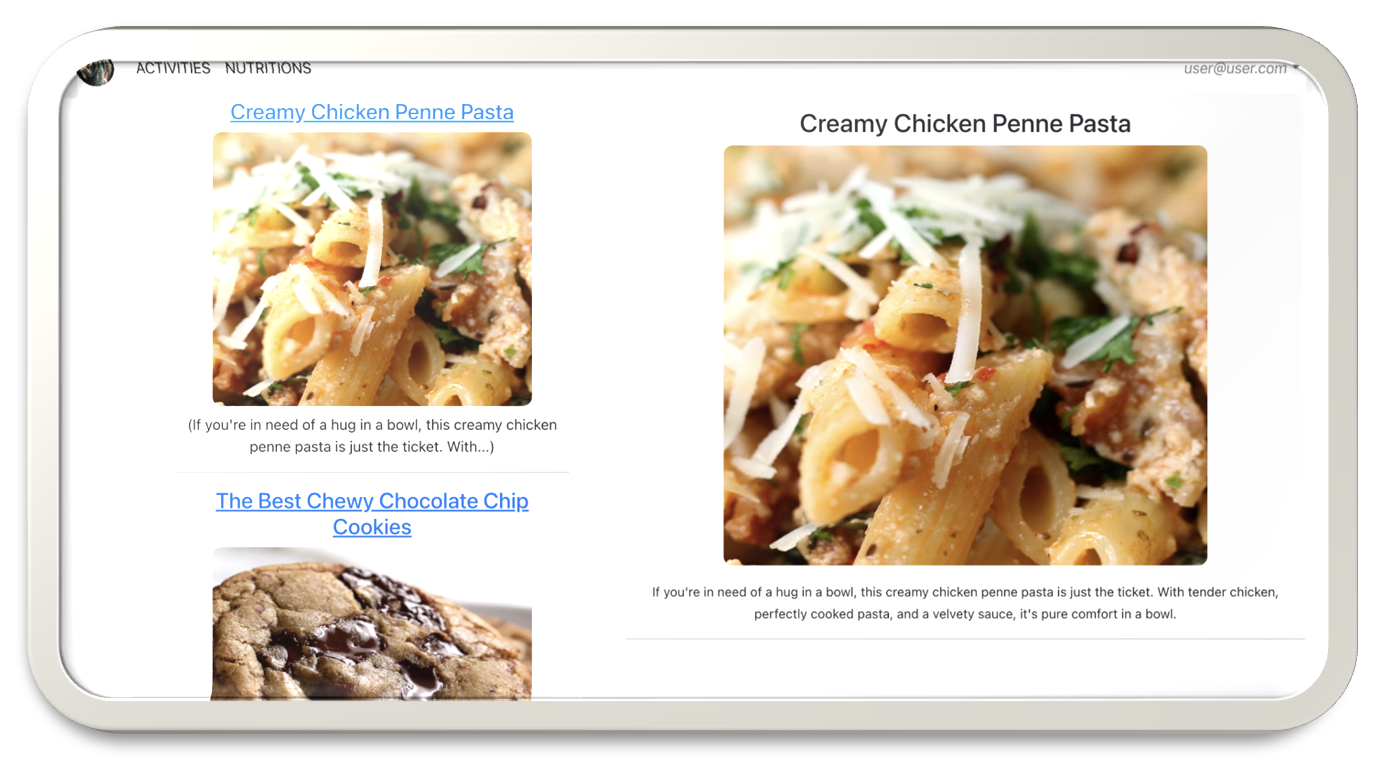 ACTIVITIES NUTRITIONS user@user.com
Creamy Chicken Penne Pasta
(If you're in need of a hug in a bowl, this creamy chicken
penne pasta is just the ticket. With...)
The Best Chewy Chocolate Chip
Cookies
Creamy Chicken Penne Pasta
If you're in need of a hug in a bowl, this creamy chicken penne pasta is just the ticket. With tender chicken,
perfectly cooked pasta, and a velvety sauce, it's pure comfort in a bowl.